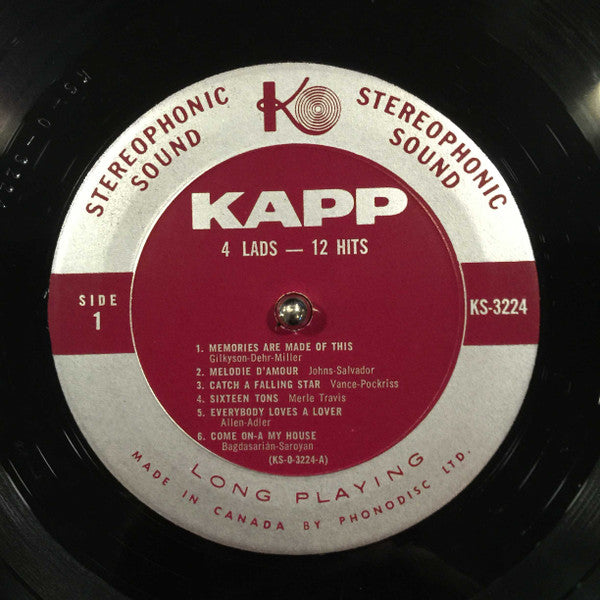 STEREOPHONIC
SOUND
K
STEREOPHONIC
SOUND
KAPP
4 LADS — 12 HITS
SIDE
1
KS-3224
1. MEMORIES ARE MADE OF THIS
Gilkyson-Dehr-Miller
2. MELODIE D'AMOUR Johns-Salvador
3. CATCH A FALLING STAR Vance-Pockriss
4. SIXTEEN TONS Merle Travis
5. EVERYBODY LOVES A LOVER
Allen-Adler
6. COME ON-A MY HOUSE
Bagdasarian-Saroyan
(KS-0-3224-A)
LONG PLAYING
MADE IN CANADA BY PHONODISC LTD.